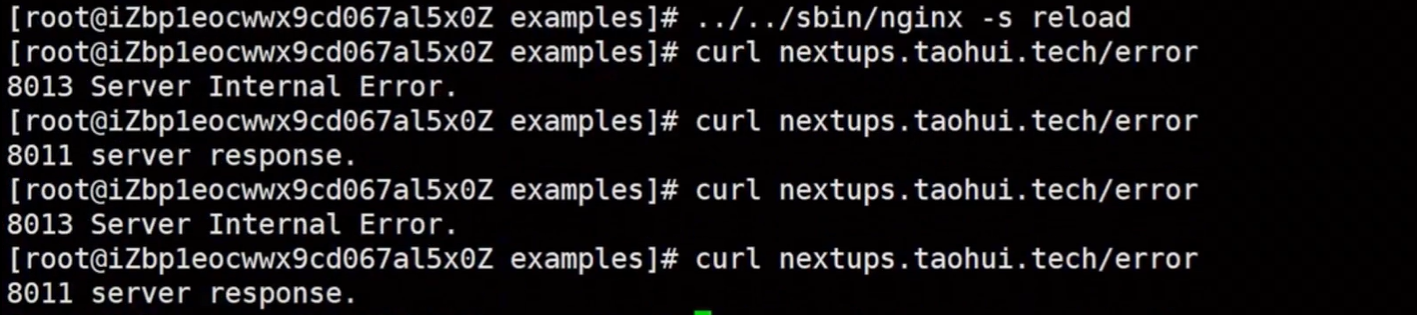 [root@iZbp1eocwwx9cd067al5x0Z examples]# ../../sbin/nginx -s reload
[root@iZbp1eocwwx9cd067al5x0Z examples]# curl nextups.taohui.tech/error
8013 Server Internal Error.
[root@iZbp1eocwwx9cd067al5x0Z examples]# curl nextups.taohui.tech/error
8011 server response.
[root@iZbp1eocwwx9cd067al5x0Z examples]# curl nextups.taohui.tech/error
8013 Server Internal Error.
[root@iZbp1eocwwx9cd067al5x0Z examples]# curl nextups.taohui.tech/error
8011 server response.